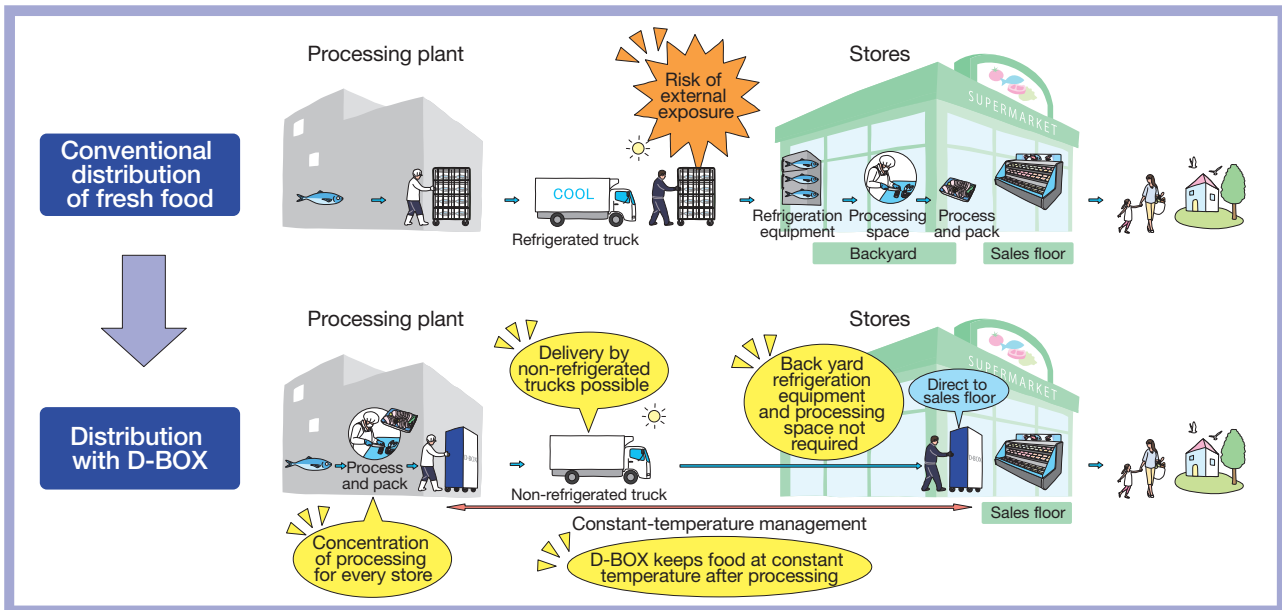 Processing plant
Stores
Risk of
external
exposure
SUPERMARKET
Conventional
distribution
of fresh food
COOL
Refrigerated truck
Refrigeration
equipment
Processing
space
Process
and pack
Backyard
Sales floor
Processing plant
Stores
Delivery by
non-refrigerated
trucks possible
Back yard
refrigeration
equipment
and processing
space not
required
Direct to
sales floor
SUPERMARKET
Distribution
with D-BOX
Process
and pack
D-BOX
Non-refrigerated truck
D-BOX
Sales floor
Constant-temperature management
Concentration
of processing
for every store
D-BOX keeps food at constant
temperature after processing